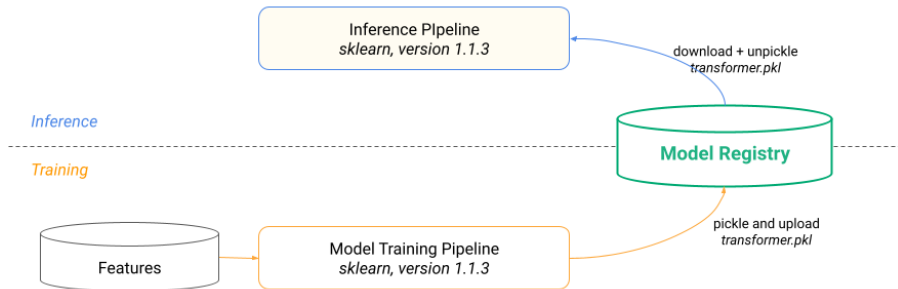 Inference PIpeline
sklearn, version 1.1.3
download + unpickle
transformer.pkl
Inference
Model Registry
Training
pickle and upload
transformer.pkl
Model Training Pipeline
sklearn, version 1.1.3
Features